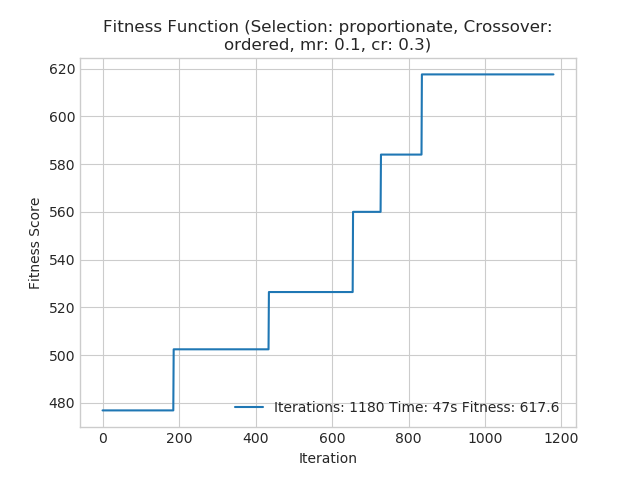 Fitness Function (Selection: proportionate, Crossover:
ordered, mr: 0.1, cr: 0.3)
620
600
580
560
540
520
500
480
Fitness Score
Iterations: 1180 Time: 47s Fitness: 617.6
0 200 400 600 800 1000 1200
Iteration